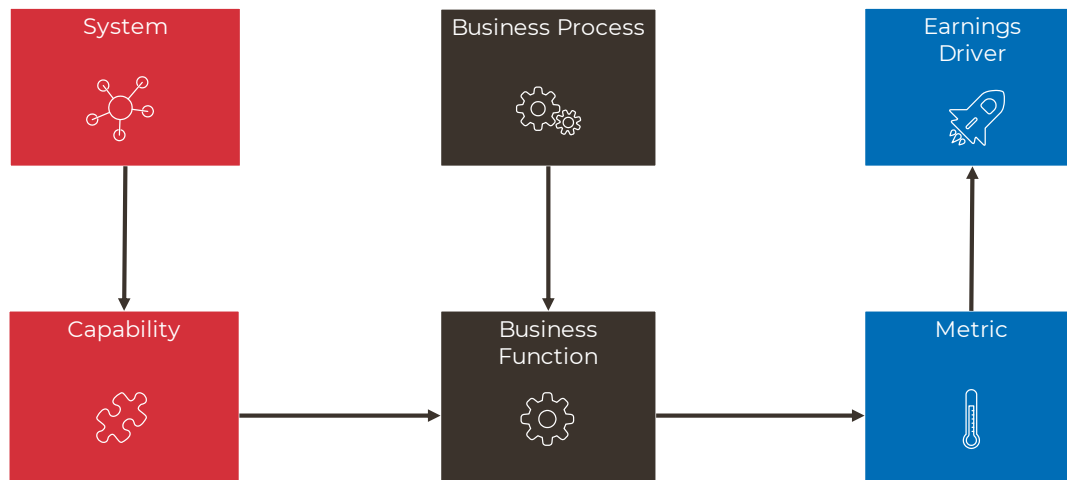 System
Business Process
Earnings
Driver
Capability
Business
Function
Metric